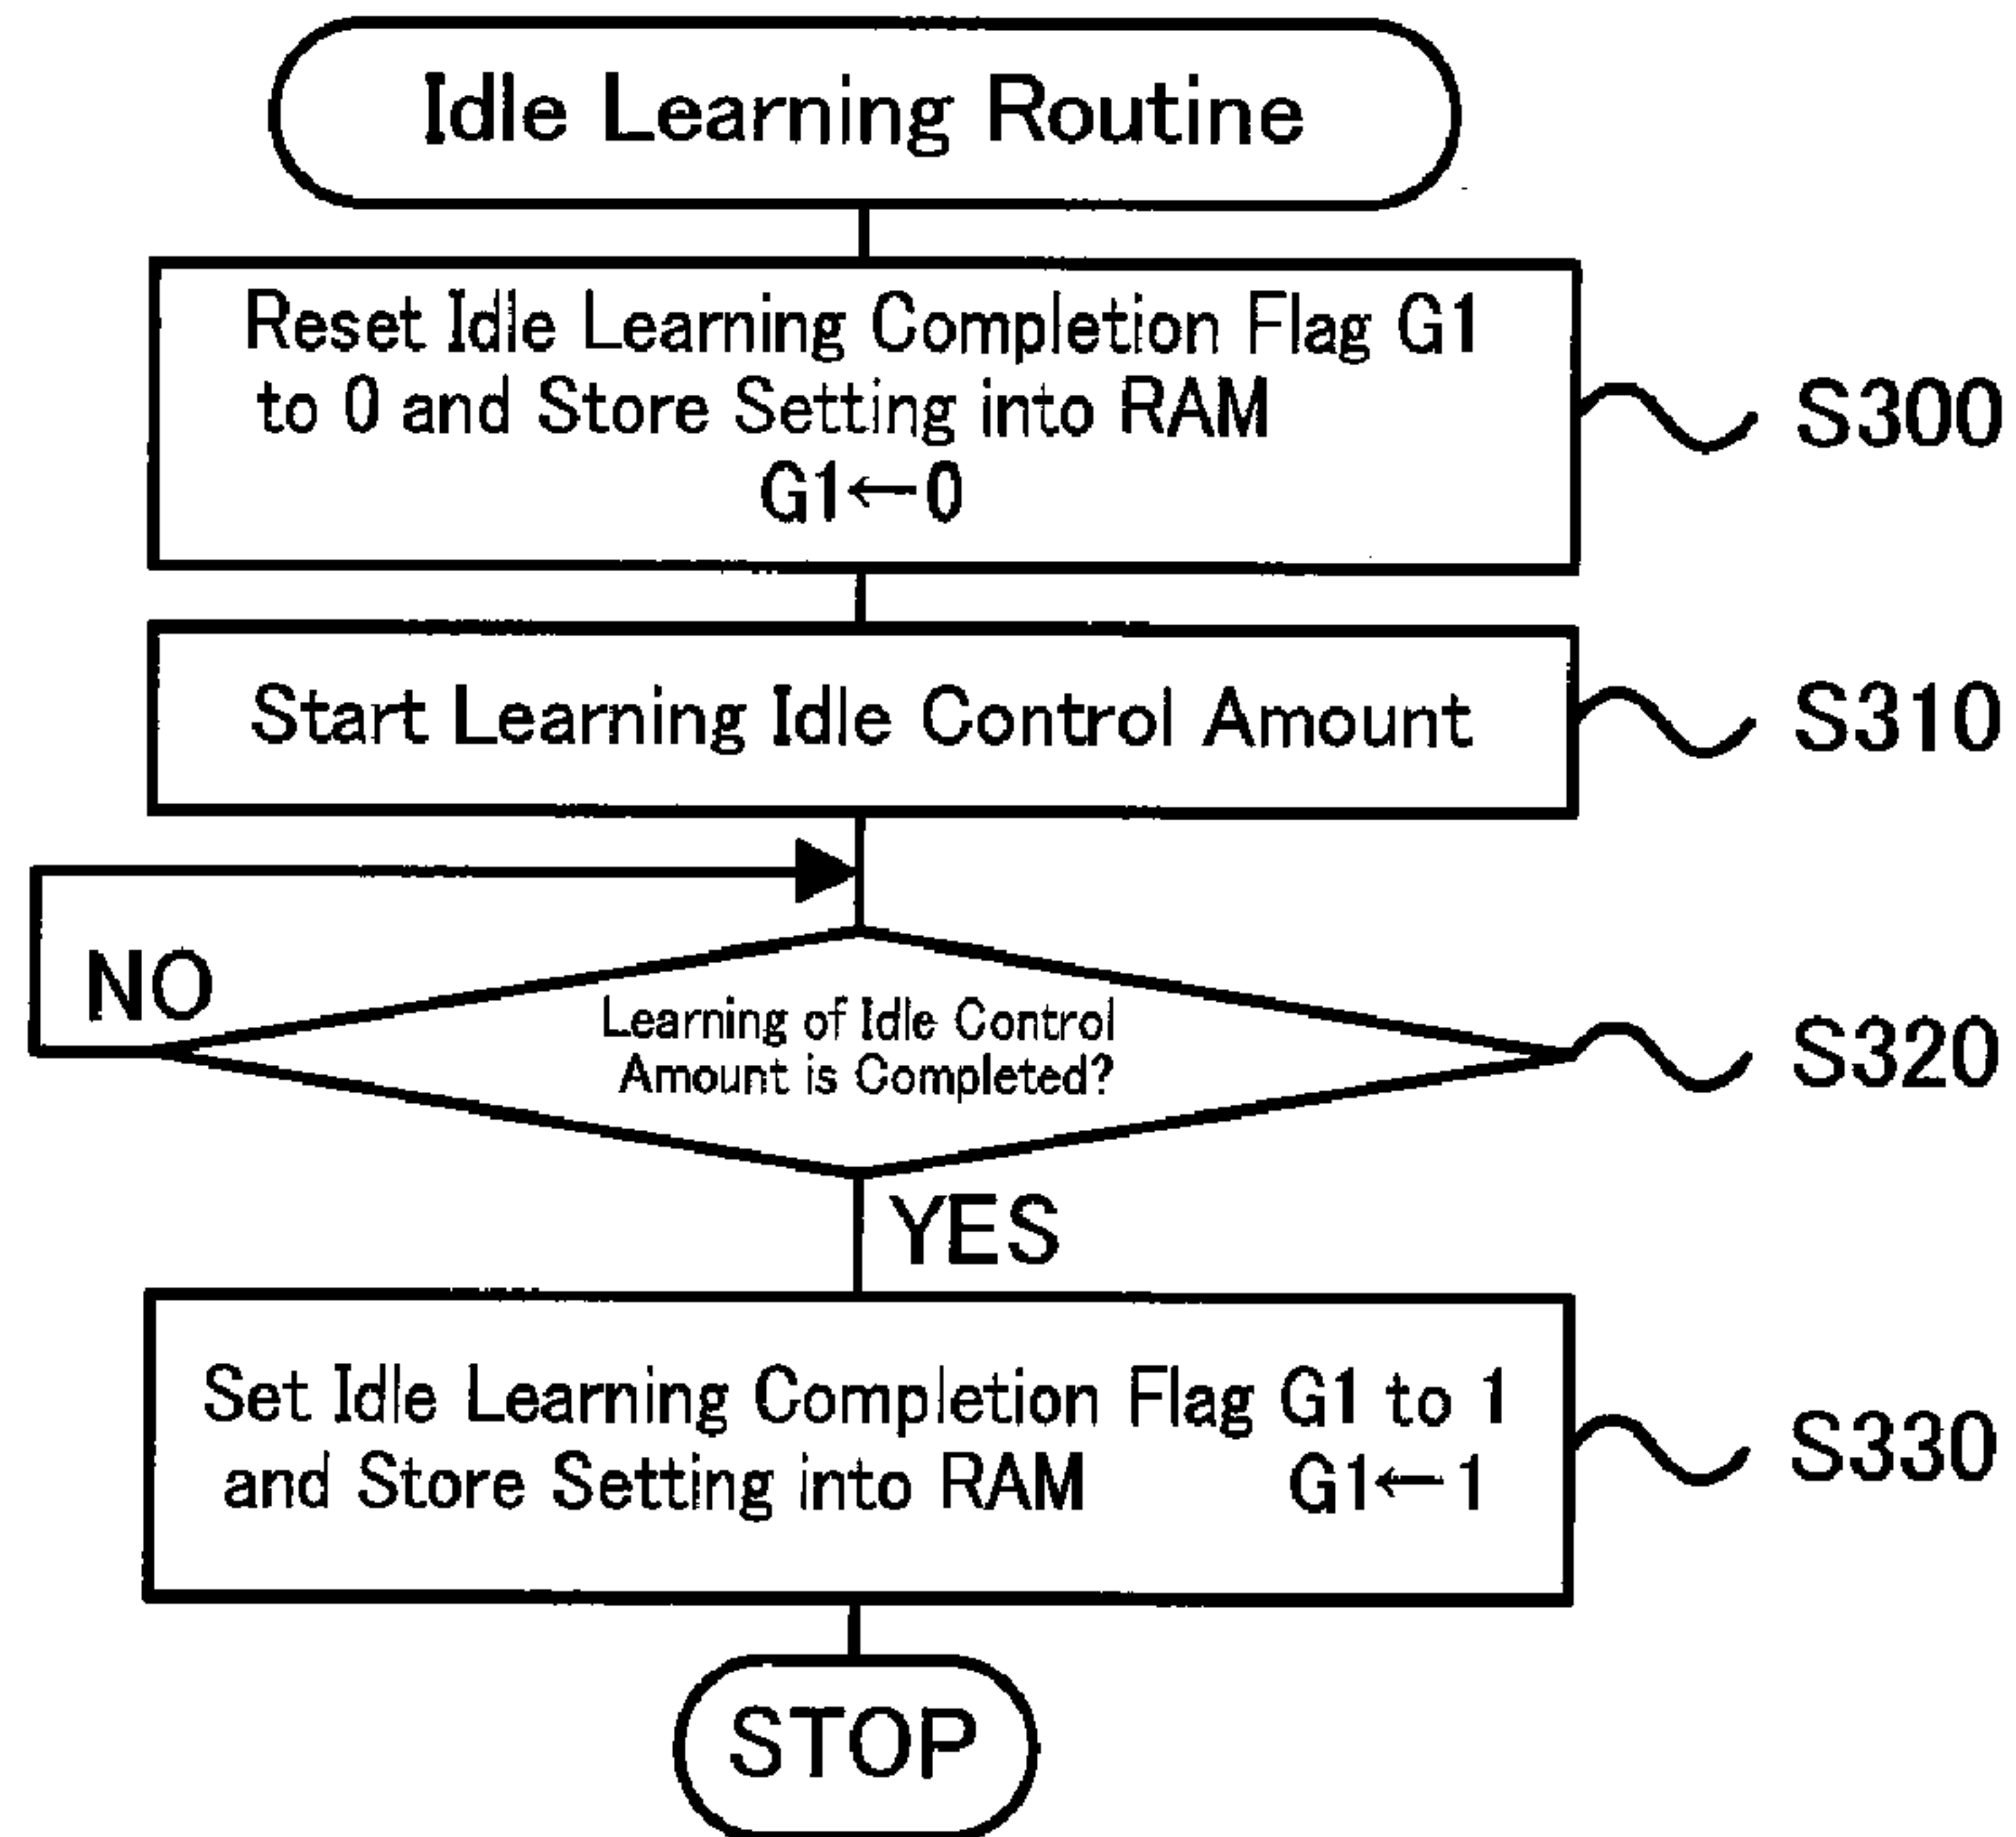 Idle Learning Routine
Reset Idle Learning Completion Flag G1
to 0 and Store Setting into RAM
G1←0
S300
Start Learning Idle Control Amount
S310
NO
Learning of Idle Control
Amount is Completed?
S320
YES
Set Idle Learning Completion Flag G1 to 1
and Store Setting into RAM G1←1
S330
STOP